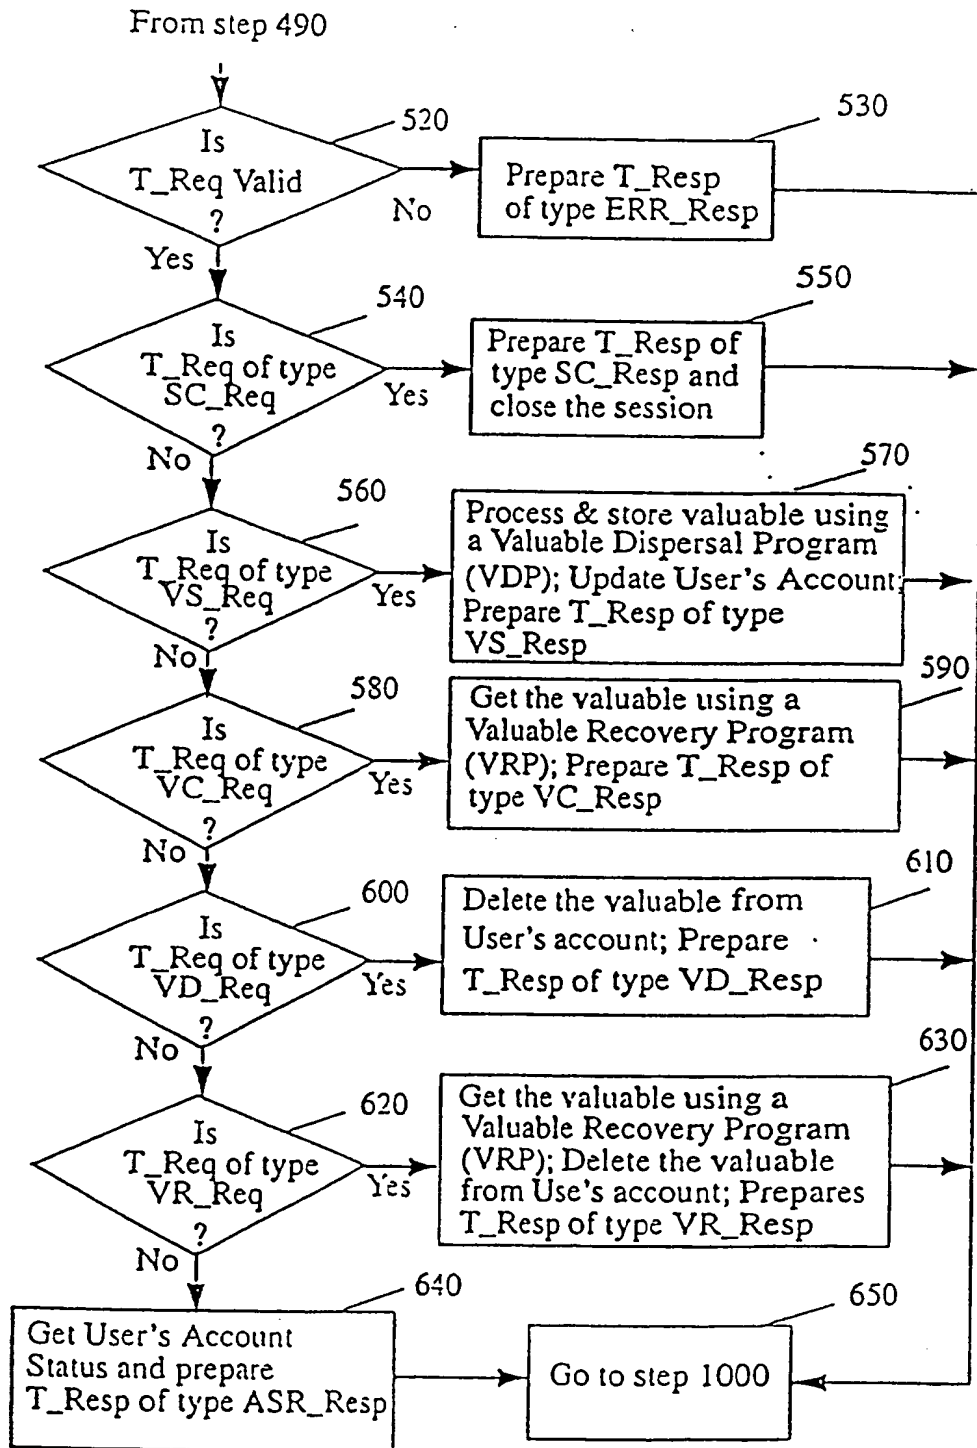 From step 490
520
Is
T_Req Valid
?
No
Yes
530
Prepare T_Resp
of type ERR_Resp
540
Is
T_Req of type
SC_Req
?
Yes
No
550
Prepare T_Resp of
type SC_Resp and
close the session
560
Is
T_Req of type
VS_Req
?
Yes
No
570
Process & store valuable using
a Valuable Dispersal Program
(VDP); Update User's Account;
Prepare T_Resp of type
VS_Resp
580
Is
T_Req of type
VC_Req
?
Yes
No
590
Get the valuable using a
Valuable Recovery Program
(VRP); Prepare T_Resp of
type VC_Resp
600
Is
T_Req of type
VD_Req
?
Yes
No
610
Delete the valuable from
User's account; Prepare
T_Resp of type VD_Resp
620
Is
T_Req of type
VR_Req
?
Yes
No
630
Get the valuable using a
Valuable Recovery Program
(VRP); Delete the valuable
from Use's account; Prepares
T_Resp of type VR_Resp
640
Get User's Account
Status and prepare
T_Resp of type ASR_Resp
650
Go to step 1000